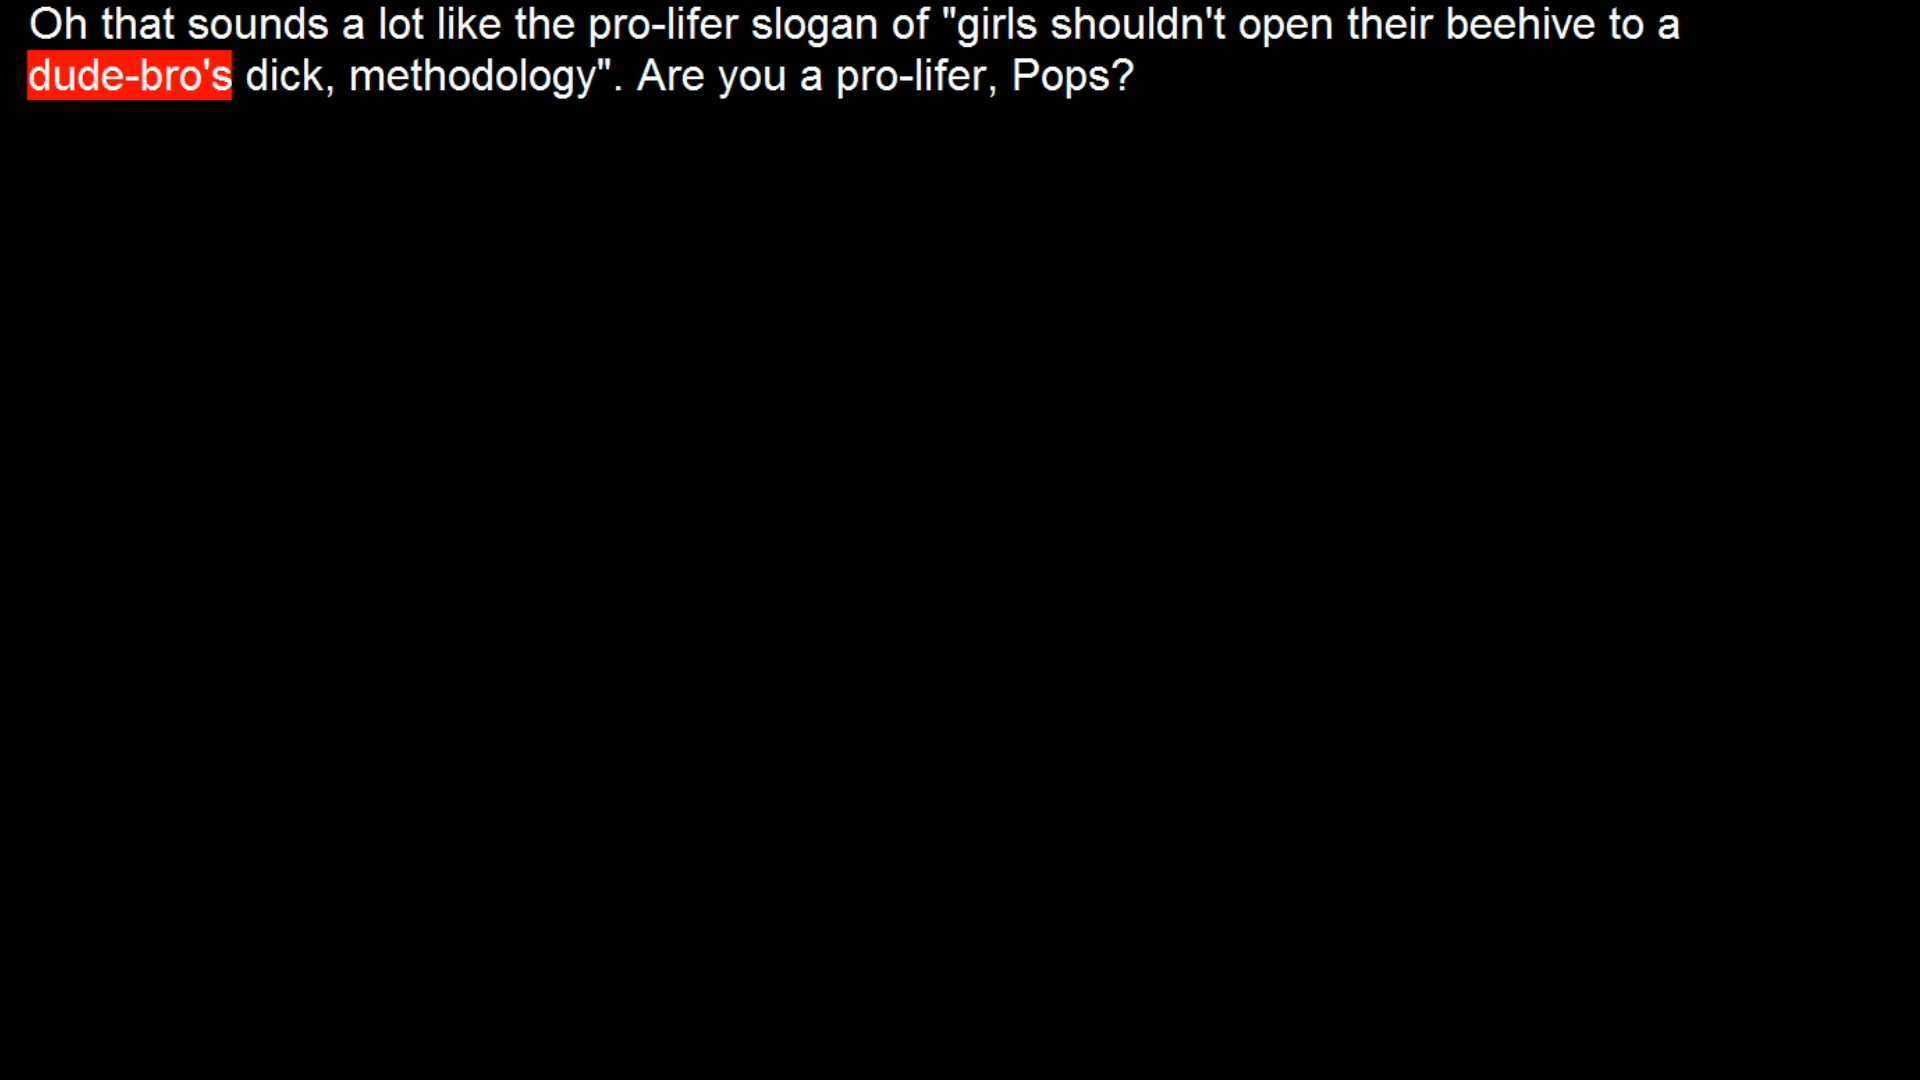 Oh that sounds a lot like the pro-lifer slogan of "girls shouldn't open their beehive to a
dude-bro's dick, methodology". Are you a pro-lifer, Pops?